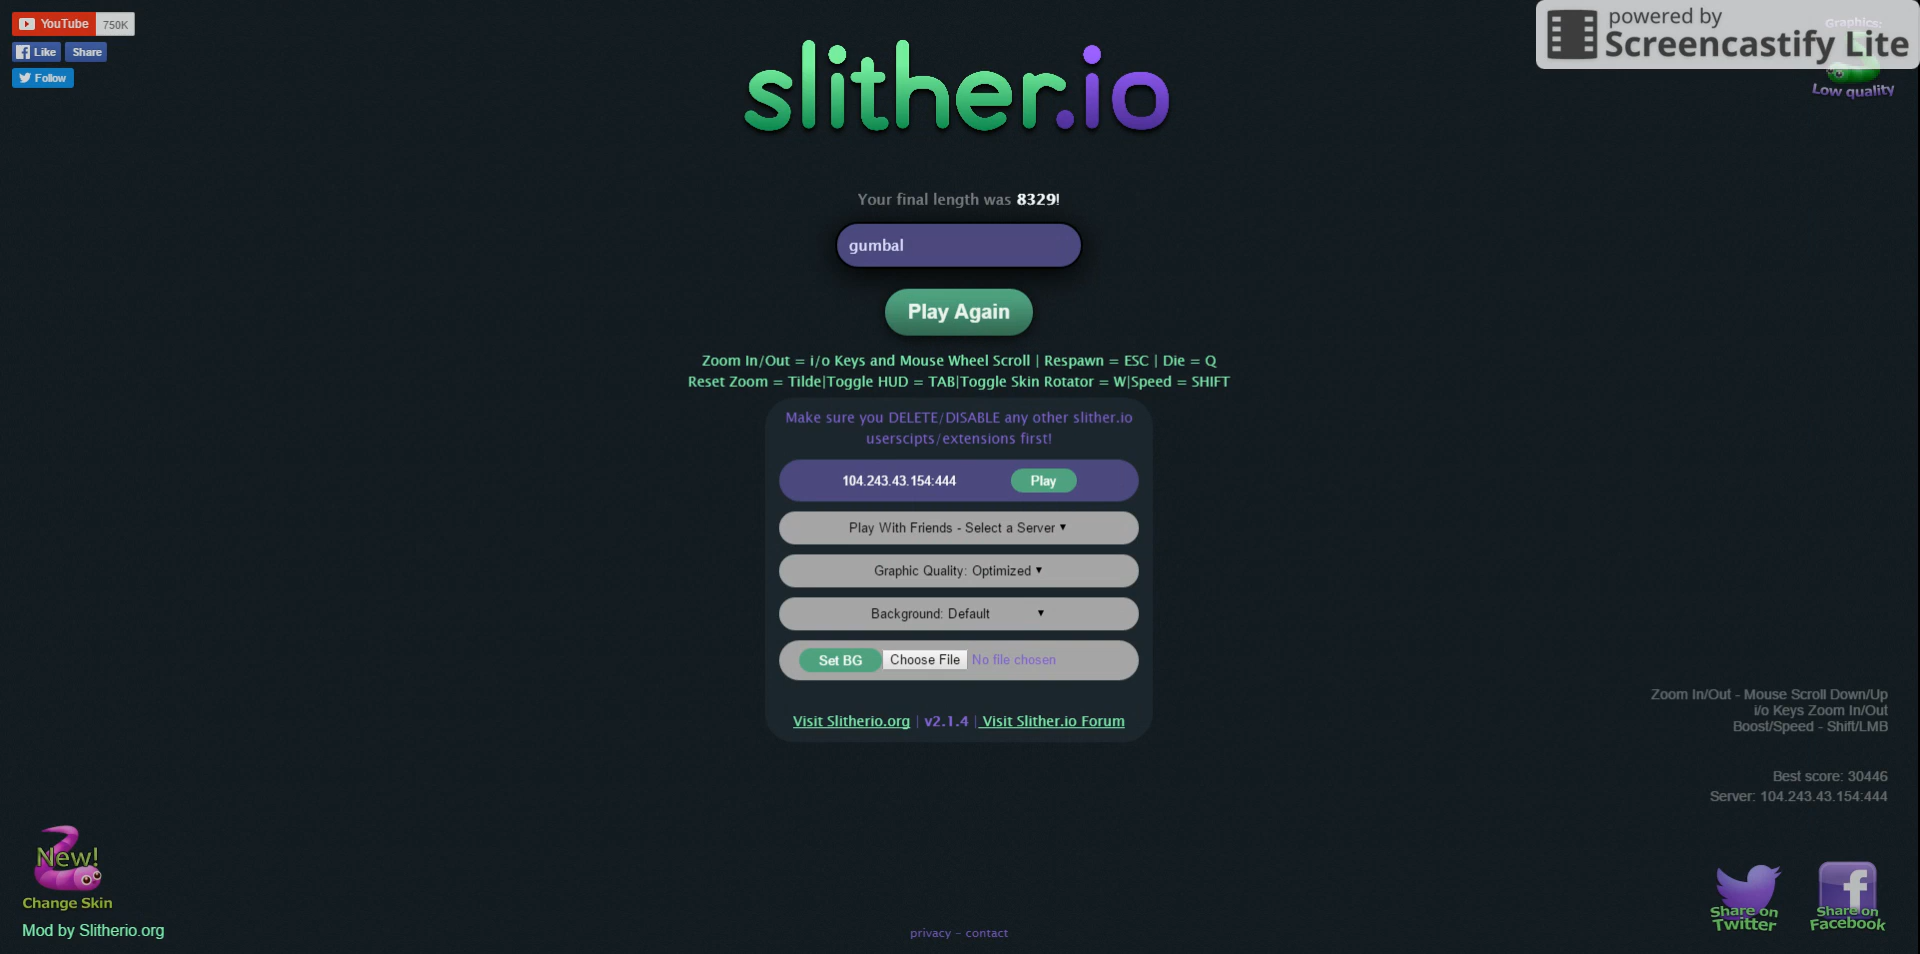 YouTube 750K
Like Share
Follow
powered by
Screencastify Lite
Graphics:
Low quality
slither.io
Your final length was 8329!
gumbal
Play Again
Zoom In/Out = i/o Keys and Mouse Wheel Scroll | Respawn = ESC | Die = Q
Reset Zoom = Tilde|Toggle HUD = TAB|Toggle Skin Rotator = W|Speed = SHIFT
Make sure you DELETE/DISABLE any other slither.io
userscipts/extensions first!
104.243.43.154:444 Play
Play With Friends - Select a Server
Graphic Quality: Optimized
Background: Default
Set BG Choose File No file chosen
Visit Slitherio.org | v2.1.4 | Visit Slither.io Forum
Zoom In/Out - Mouse Scroll Down/Up
i/o Keys Zoom In/Out
Boost/Speed - Shift/LMB
Best score: 30446
Server: 104.243.43.154:444
New!
Change Skin
Mod by Slitherio.org
privacy - contact
Share on
Twitter
Share on
Facebook